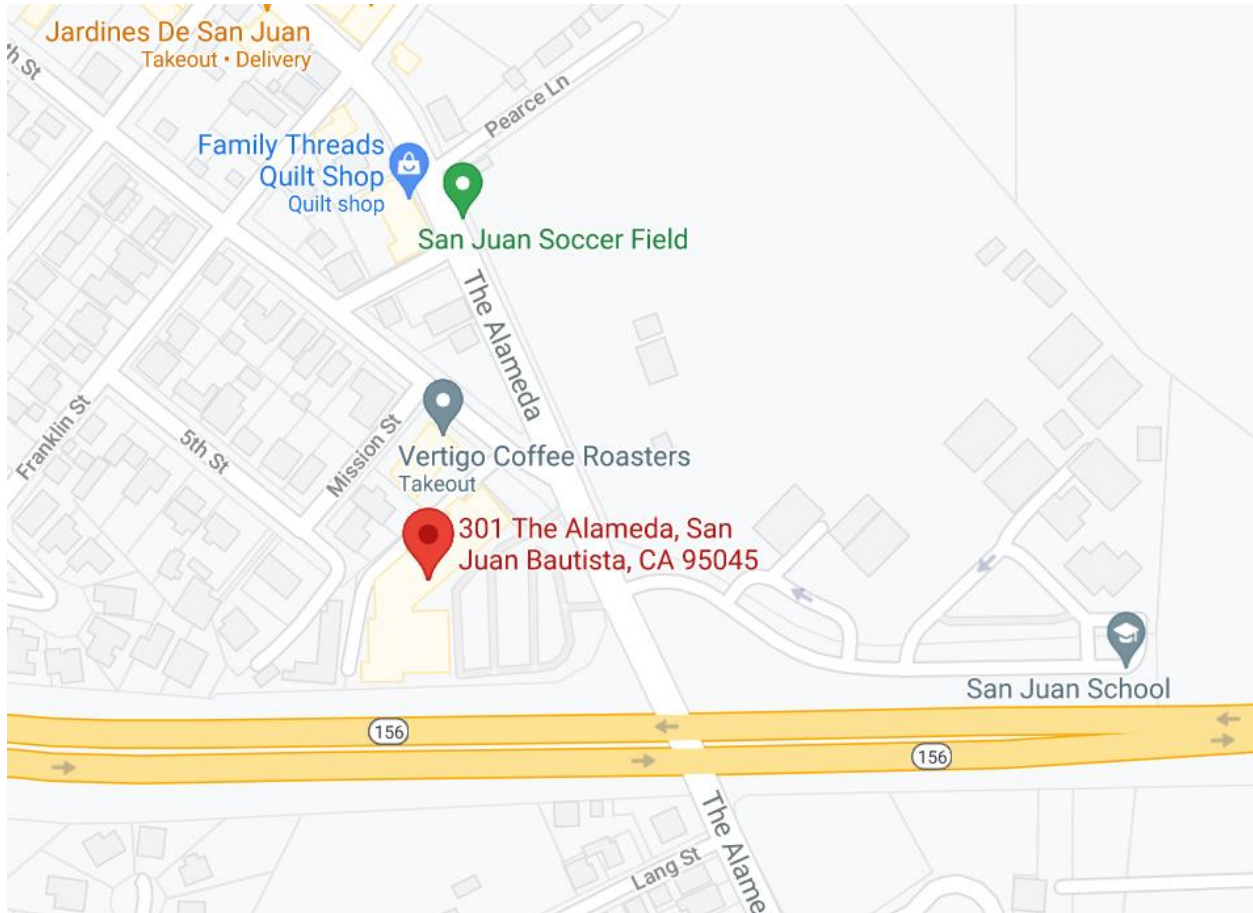 Jardines De San Juan
Takeout • Delivery
h St
Pearce Ln
Family Threads
Quilt Shop
Quilt shop
San Juan Soccer Field
The Alameda
Franklin St
5th St
Mission St
Vertigo Coffee Roasters
Takeout
301 The Alameda, San
Juan Bautista, CA 95045
San Juan School
156
156
The Alame
Lang St